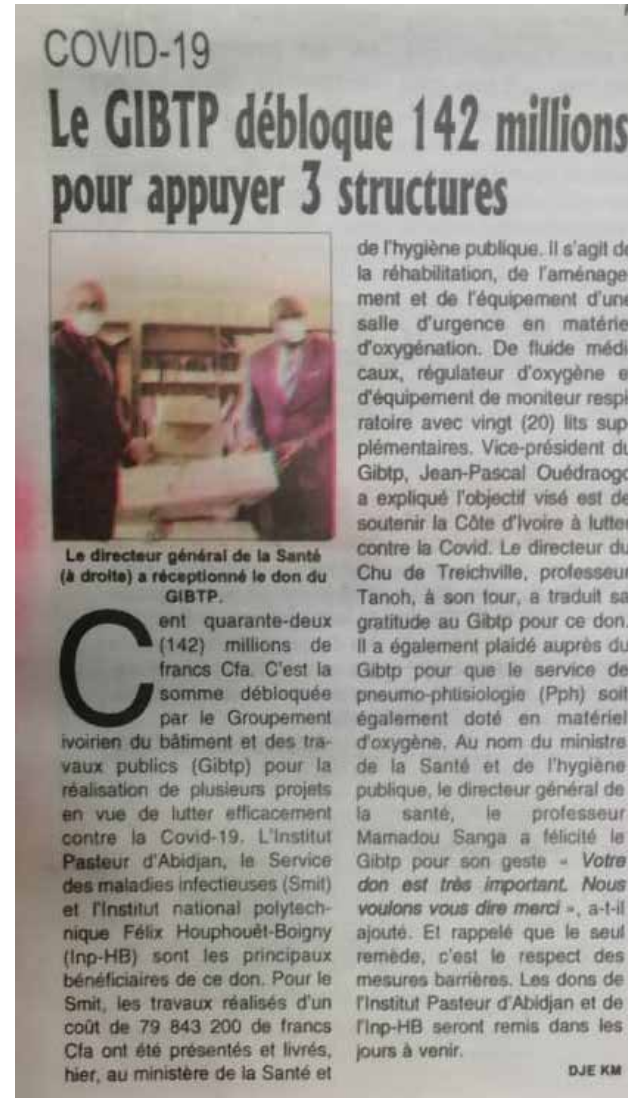 COVID-19
Le GIBTP débloque 142 millions
pour appuyer 3 structures
Le directeur général de la Santé
(à droite) a réceptionné le don du
GIBTP.
Cent quarante-deux
(142) millions de
francs Cfa. C'est la
somme débloquée
par le Groupement
ivoirien du bâtiment et des tra-
vaux publics (Gibtp) pour la
réalisation de plusieurs projets
en vue de lutter efficacement
contre la Covid-19. L'Institut
Pasteur d'Abidjan, le Service
des maladies infectieuses (Smit)
et l'Institut national polytech-
nique Félix Houphouët-Boigny
(Inp-HB) sont les principaux
bénéficiaires de ce don. Pour le
Smit, les travaux réalisés d'un
coût de 79 843 200 de francs
Cfa ont été présentés et livrés,
hier, au ministère de la Santé et
de l'hygiène publique. Il s'agit de
la réhabilitation, de l'aménage-
ment et de l'équipement d'une
salle d'urgence en matérie
d'oxygénation. De fluide médi
caux, régulateur d'oxygène e
d'équipement de moniteur respi
ratoire avec vingt (20) lits sup
plémentaires. Vice-président du
Gibtp, Jean-Pascal Ouédraogo
a expliqué l'objectif visé est de
soutenir la Côte d'Ivoire à lutter
contre la Covid. Le directeur du
Chu de Treichville, professeur
Tanoh, à son tour, a traduit sa
gratitude au Gibtp pour ce don.
Il a également plaidé auprès du
Gibtp pour que le service de
pneumo-phtisiologie (Pph) soit
également doté en matériel
d'oxygène. Au nom du ministre
de la Santé et de l'hygiène
publique, le directeur général de
la santé, le professeur
Mamadou Sanga a félicité le
Gibtp pour son geste « Votre
don est très important. Nous
voulons vous dire merci », a-t-il
ajouté. Et rappelé que le seul
remède, c'est le respect des
mesures barrières. Les dons de
l'Institut Pasteur d'Abidjan et de
l'Inp-HB seront remis dans les
jours à venir.
DJE KM